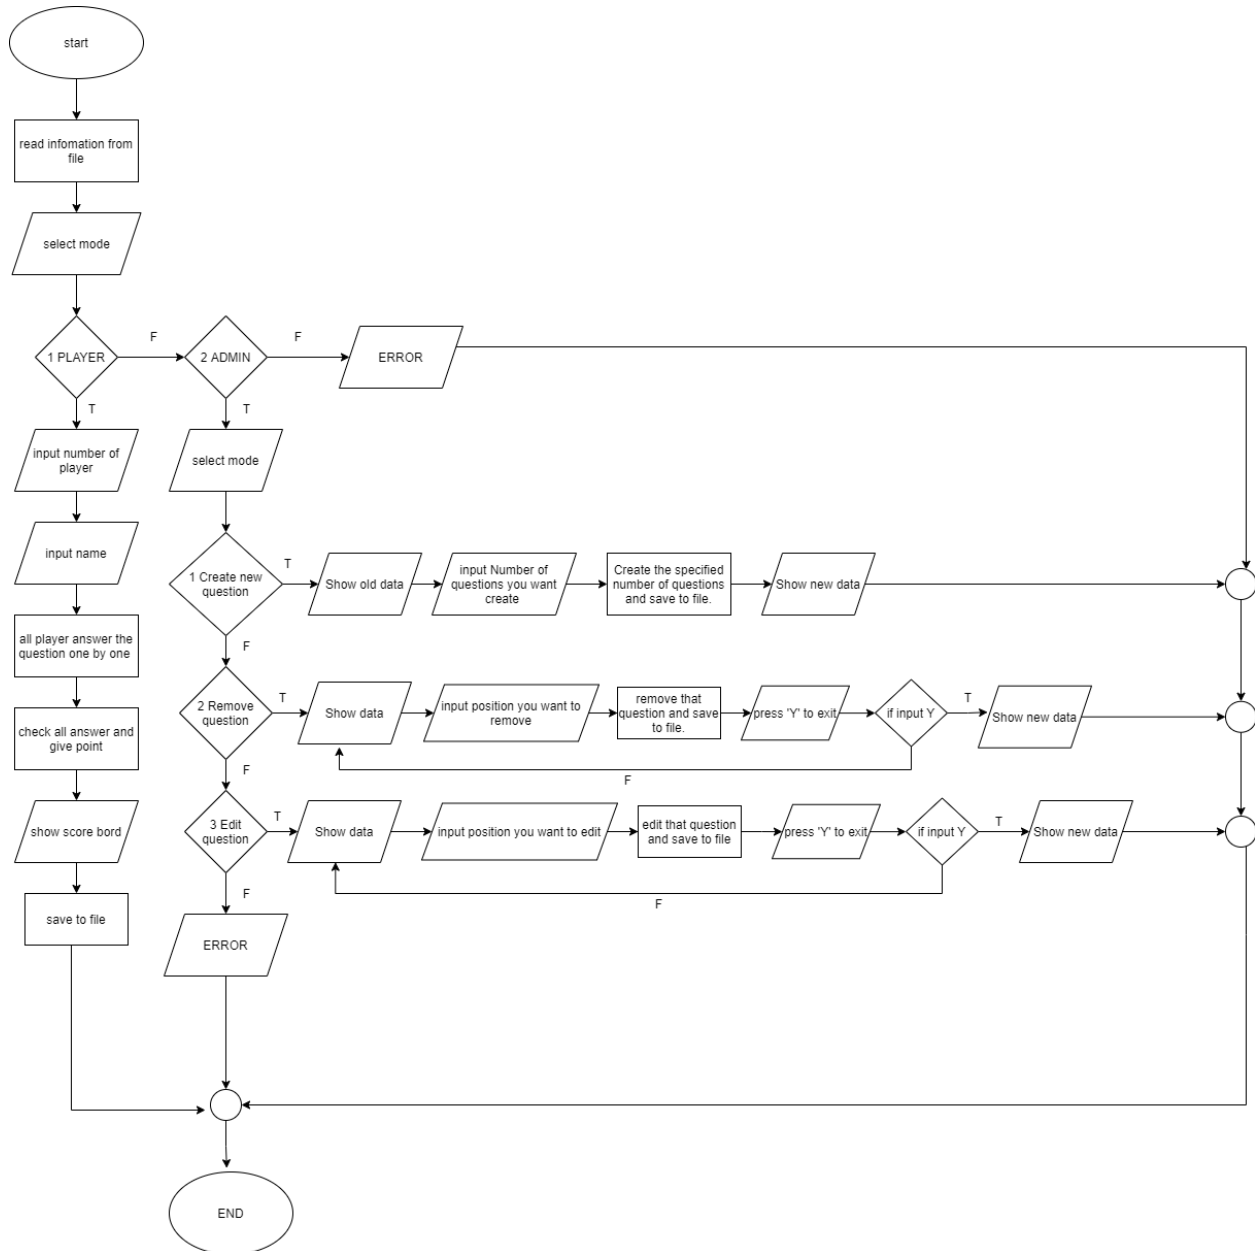 start
read infomation from
file
select mode
F
F
1 PLAYER
2 ADMIN
ERROR
T
T
input number of
player
select mode
input name
T
1 Create new
question
Show old data
input Number of
questions you want
create
Create the specified
number of questions
and save to file.
Show new data
all player answer the
question one by one
F
T
2 Remove
question
Show data
input position you want to
remove
remove that
question and save
to file.
press 'Y' to exit
if input Y
T
Show new data
check all answer and
give point
F
F
T
3 Edit
question
Show data
input position you want to edit
edit that question
and save to file
press 'Y' to exit
if input Y
T
Show new data
show score bord
F
F
save to file
ERROR
END